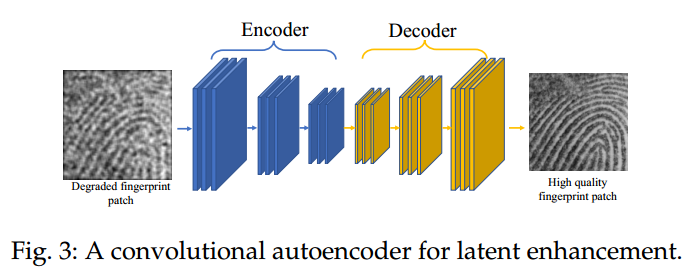 Encoder
Decoder
Degraded fingerprint
patch
High quality
fingerprint patch
Fig. 3: A convolutional autoencoder for latent enhancement.